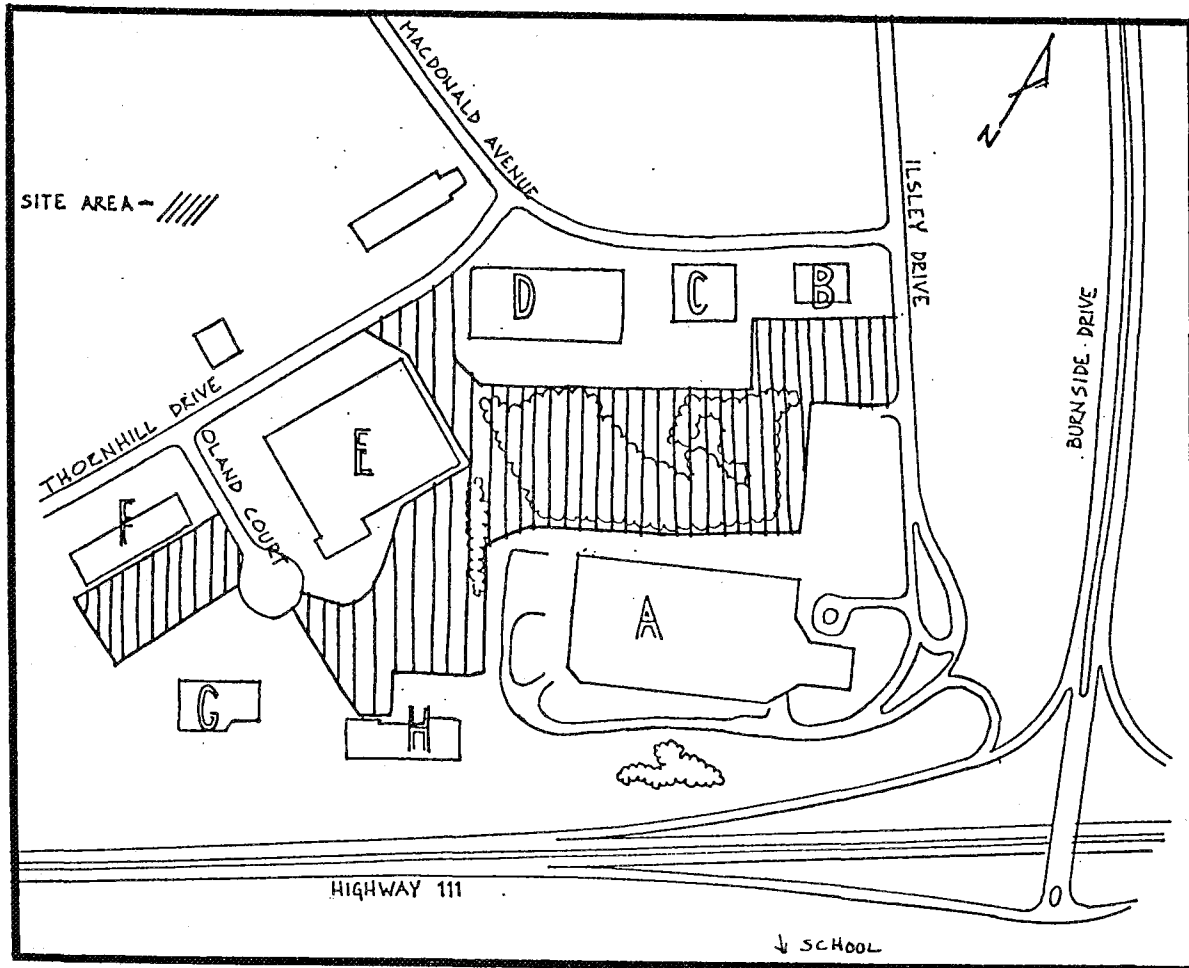 MACDONALD AVENUE
N
SITE AREA - 
ILSLEY DRIVE
D
C
B
BURNSIDE DRIVE
THORNHILL DRIVE
OLAND COURT
E
F
A
G
H
HIGHWAY 111
↓ SCHOOL